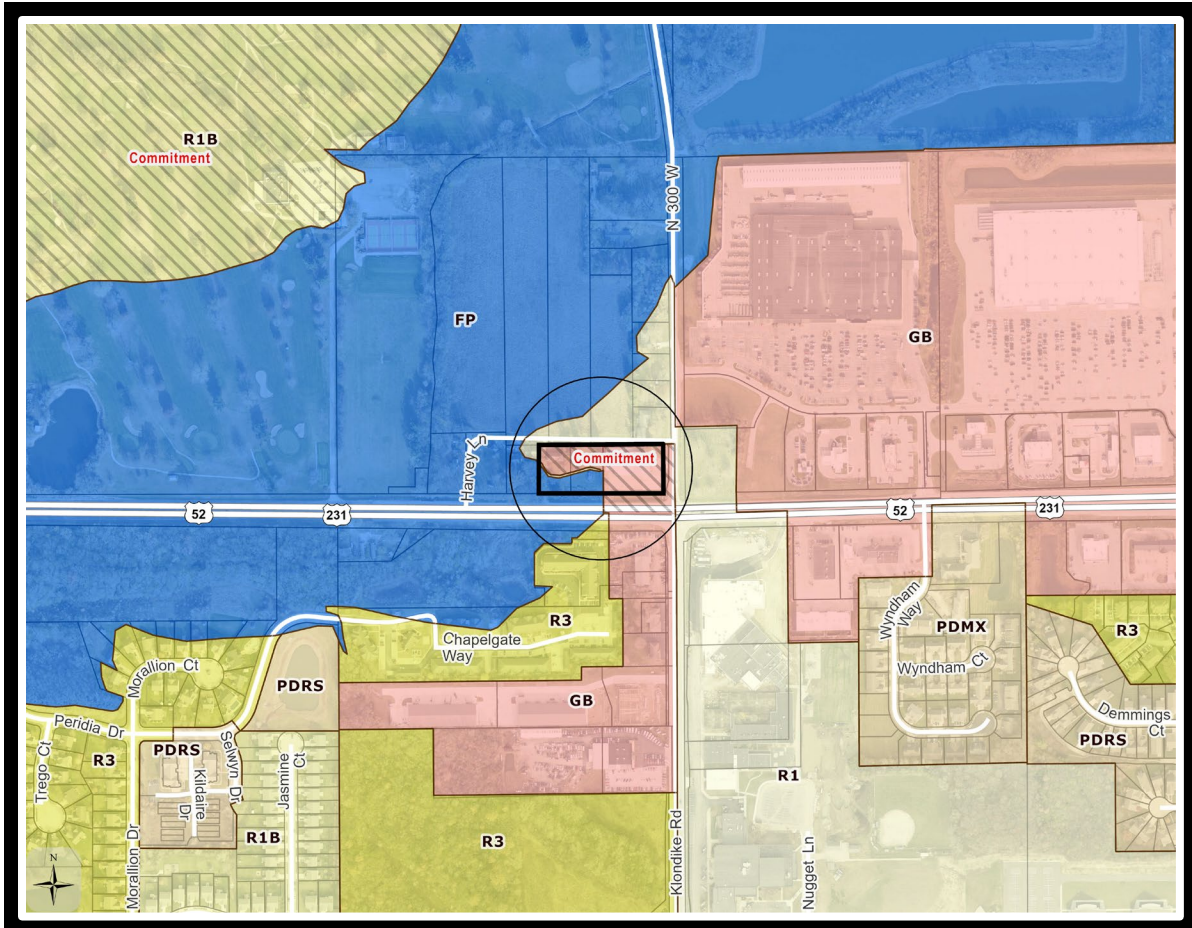 R1B
Commitment
N 300 W
FP
GB
Harvey Ln
Commitment
52
231
52
231
Chapelgate
Way
R3
Wyndham
Way
PDMX
Wyndham Ct
R3
Morallion Ct
PDRS
GB
Demmings
Ct
PDRS
Peridia Dr
PDRS
Selwyn Dr
R3
Trego Ct
Kildaire
Dr
Jasmine
Ct
R1
R1B
R3
Morallion Dr
Klondike Rd
Nugget Ln
N